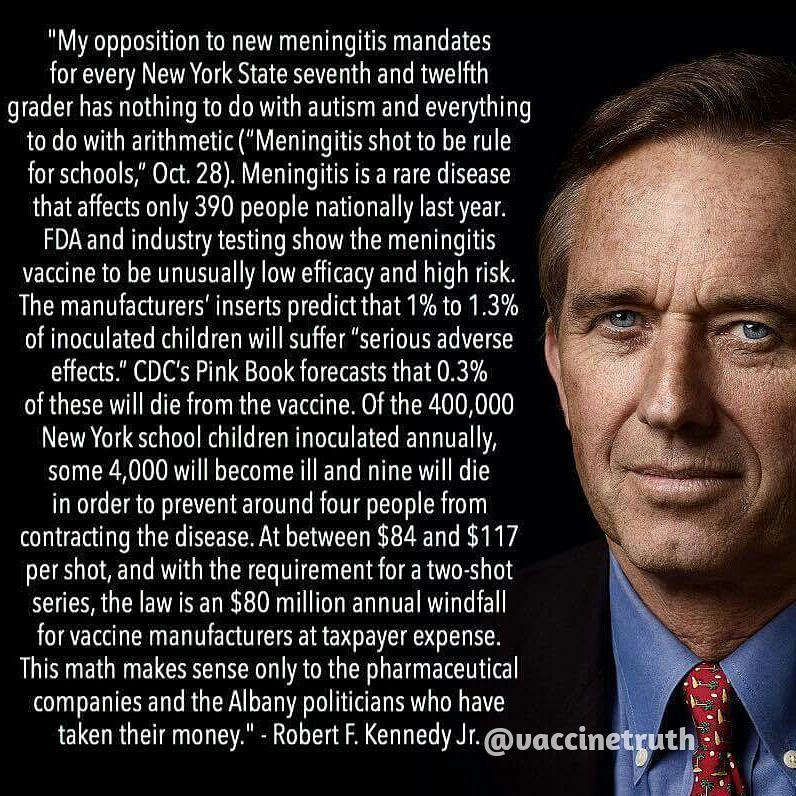 "My opposition to new meningitis mandates
for every New York State seventh and twelfth
grader has nothing to do with autism and everything
to do with arithmetic (“Meningitis shot to be rule
for schools,” Oct. 28). Meningitis is a rare disease
that affects only 390 people nationally last year.
FDA and industry testing show the meningitis
vaccine to be unusually low efficacy and high risk.
The manufacturers’ inserts predict that 1% to 1.3%
of inoculated children will suffer “serious adverse
effects.” CDC’s Pink Book forecasts that 0.3%
of these will die from the vaccine. Of the 400,000
New York school children inoculated annually,
some 4,000 will become ill and nine will die
in order to prevent around four people from
contracting the disease. At between $84 and $117
per shot, and with the requirement for a two-shot
series, the law is an $80 million annual windfall
for vaccine manufacturers at taxpayer expense.
This math makes sense only to the pharmaceutical
companies and the Albany politicians who have
taken their money." - Robert F. Kennedy Jr.
@vaccinetruth